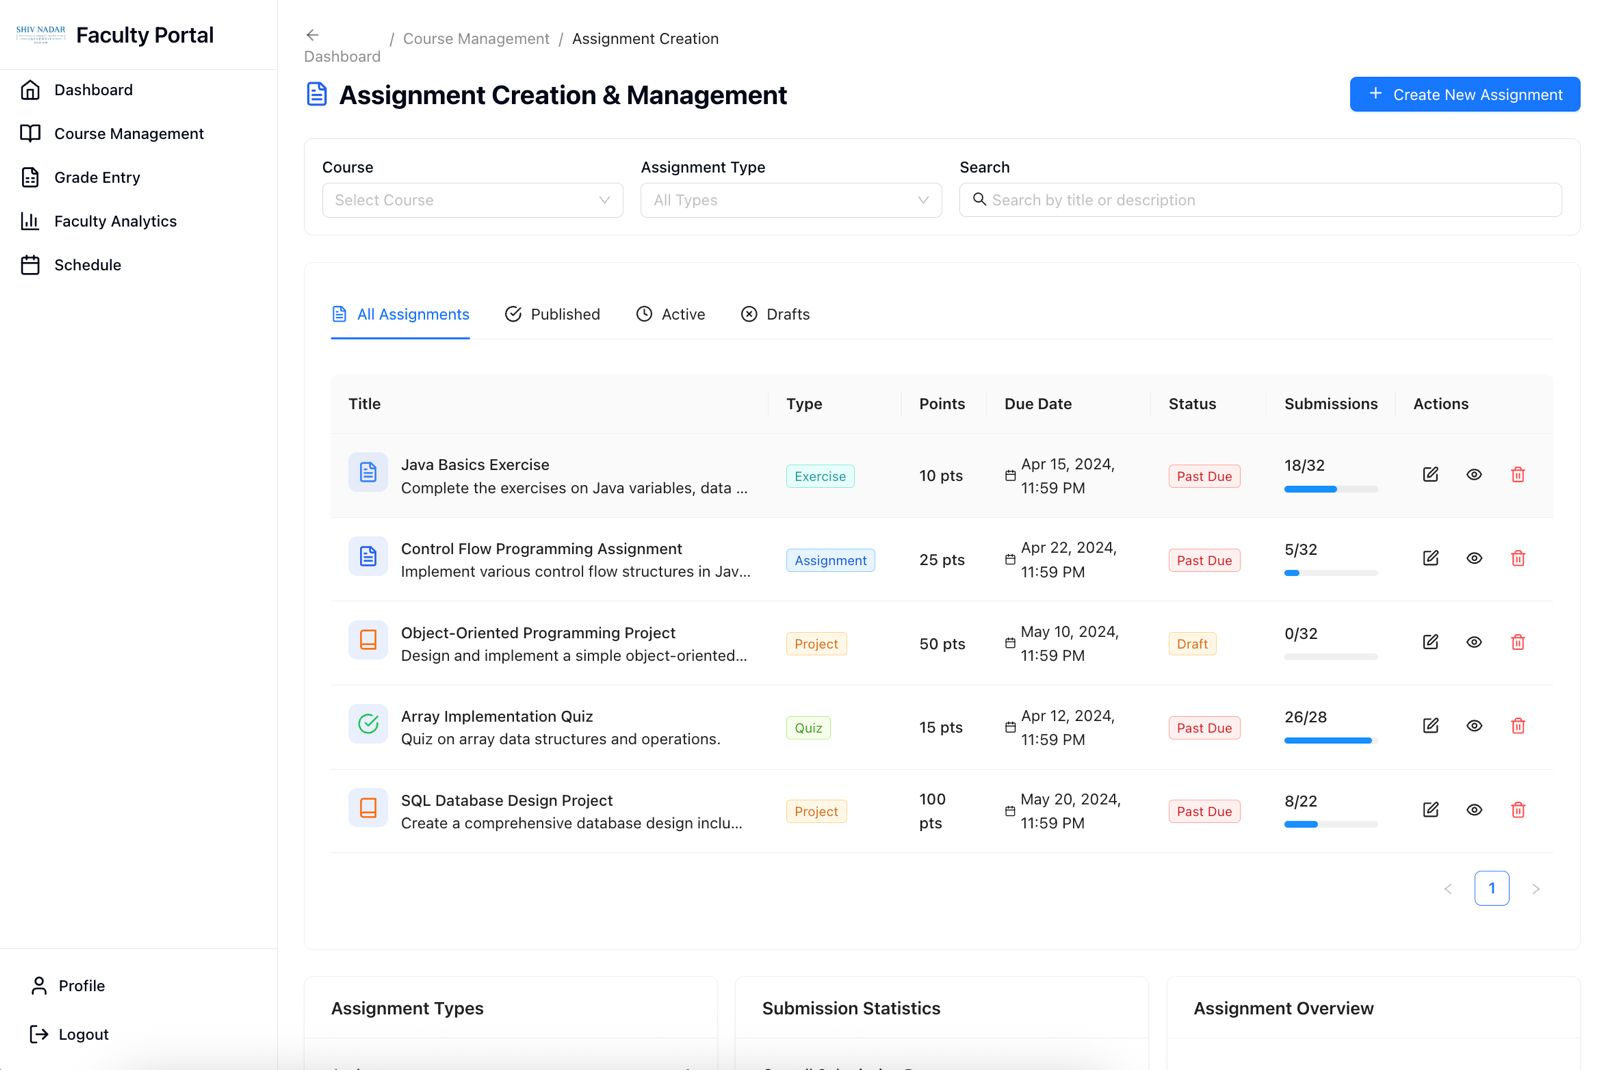 SHIV NADAR
Faculty Portal
Dashboard
Course Management
Grade Entry
Faculty Analytics
Schedule
Profile
Logout
Dashboard / Course Management / Assignment Creation
Assignment Creation & Management
+ Create New Assignment
Course
Select Course
Assignment Type
All Types
Search
Search by title or description
All Assignments
Published
Active
Drafts
Title Type Points Due Date Status Submissions Actions
Java Basics Exercise
Complete the exercises on Java variables, data ...
Exercise
10 pts
Apr 15, 2024,
11:59 PM
Past Due
18/32
Control Flow Programming Assignment
Implement various control flow structures in Jav...
Assignment
25 pts
Apr 22, 2024,
11:59 PM
Past Due
5/32
Object-Oriented Programming Project
Design and implement a simple object-oriented...
Project
50 pts
May 10, 2024,
11:59 PM
Draft
0/32
Array Implementation Quiz
Quiz on array data structures and operations.
Quiz
15 pts
Apr 12, 2024,
11:59 PM
Past Due
26/28
SQL Database Design Project
Create a comprehensive database design inclu...
Project
100
pts
May 20, 2024,
11:59 PM
Past Due
8/22
< 1 >
Assignment Types
Submission Statistics
Assignment Overview